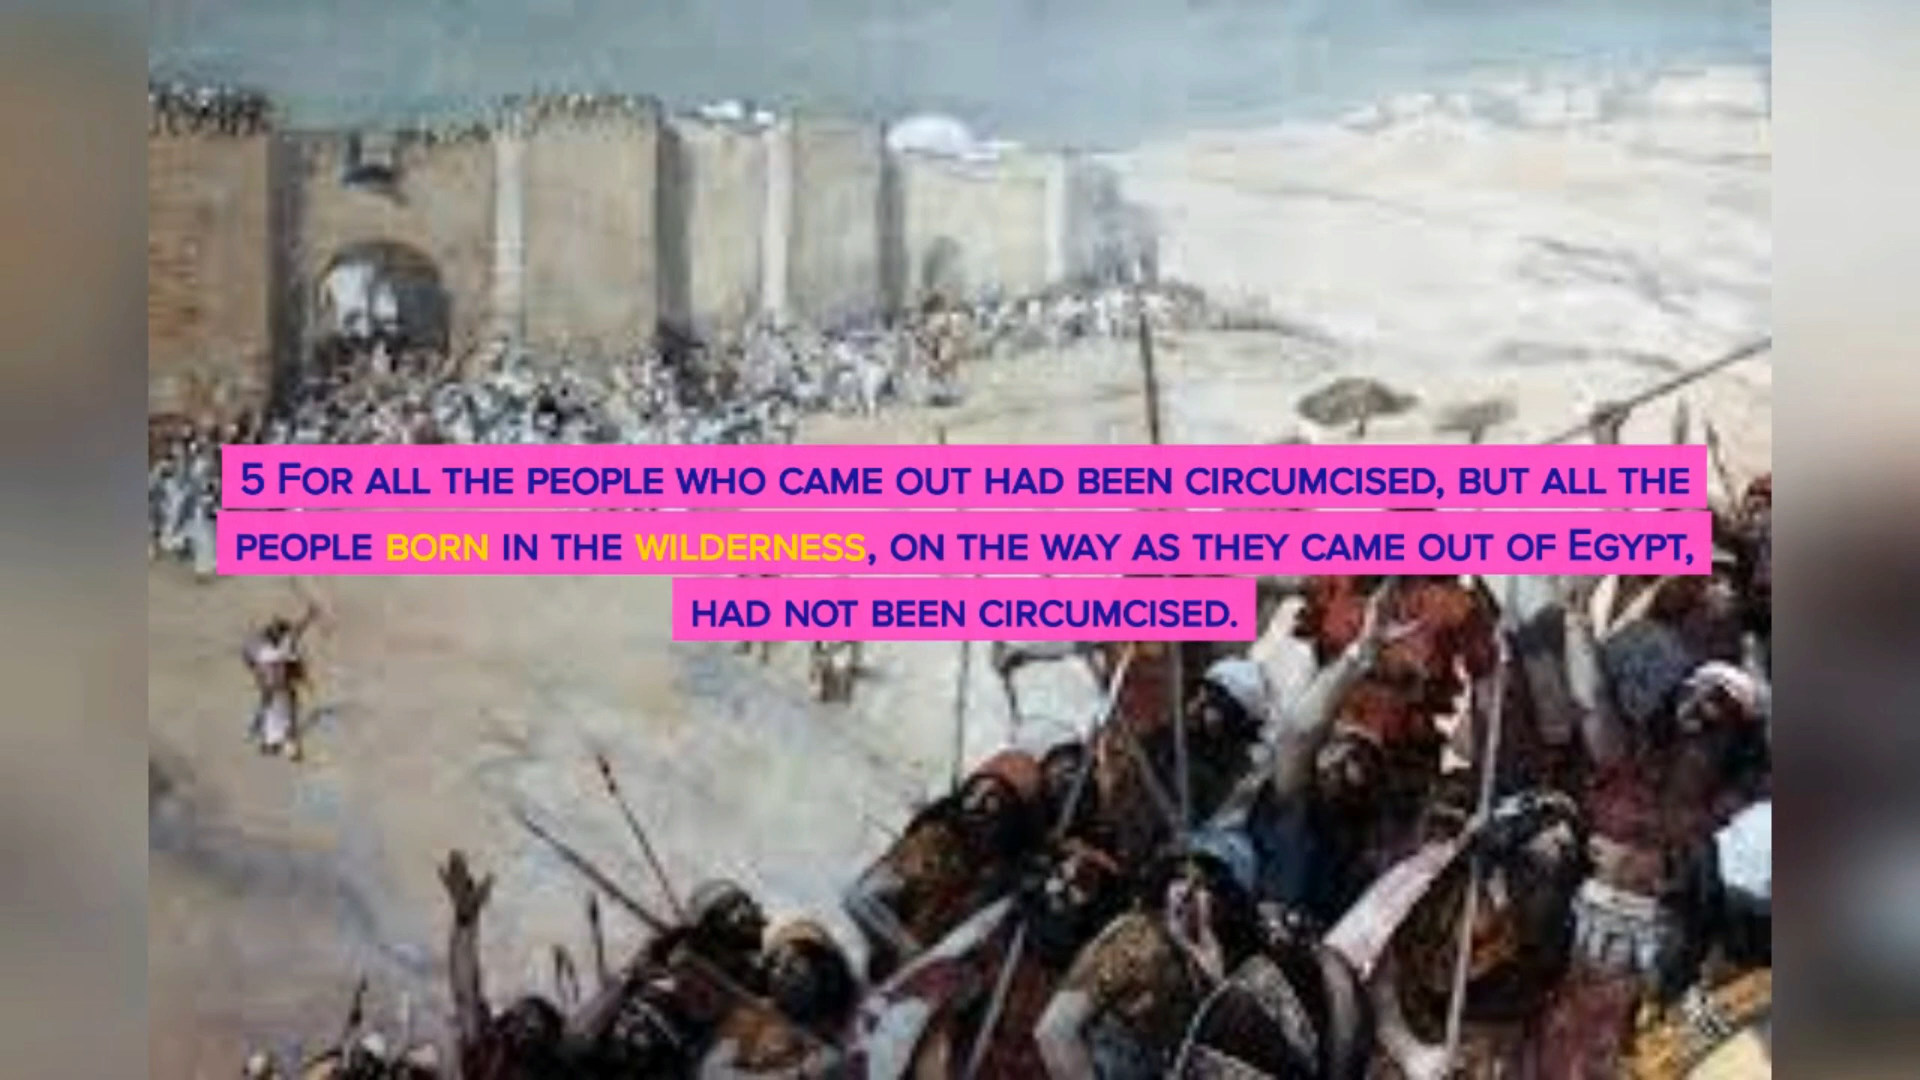 5 For all the people who came out had been circumcised, but all the
people born in the wilderness, on the way as they came out of Egypt,
had not been circumcised.